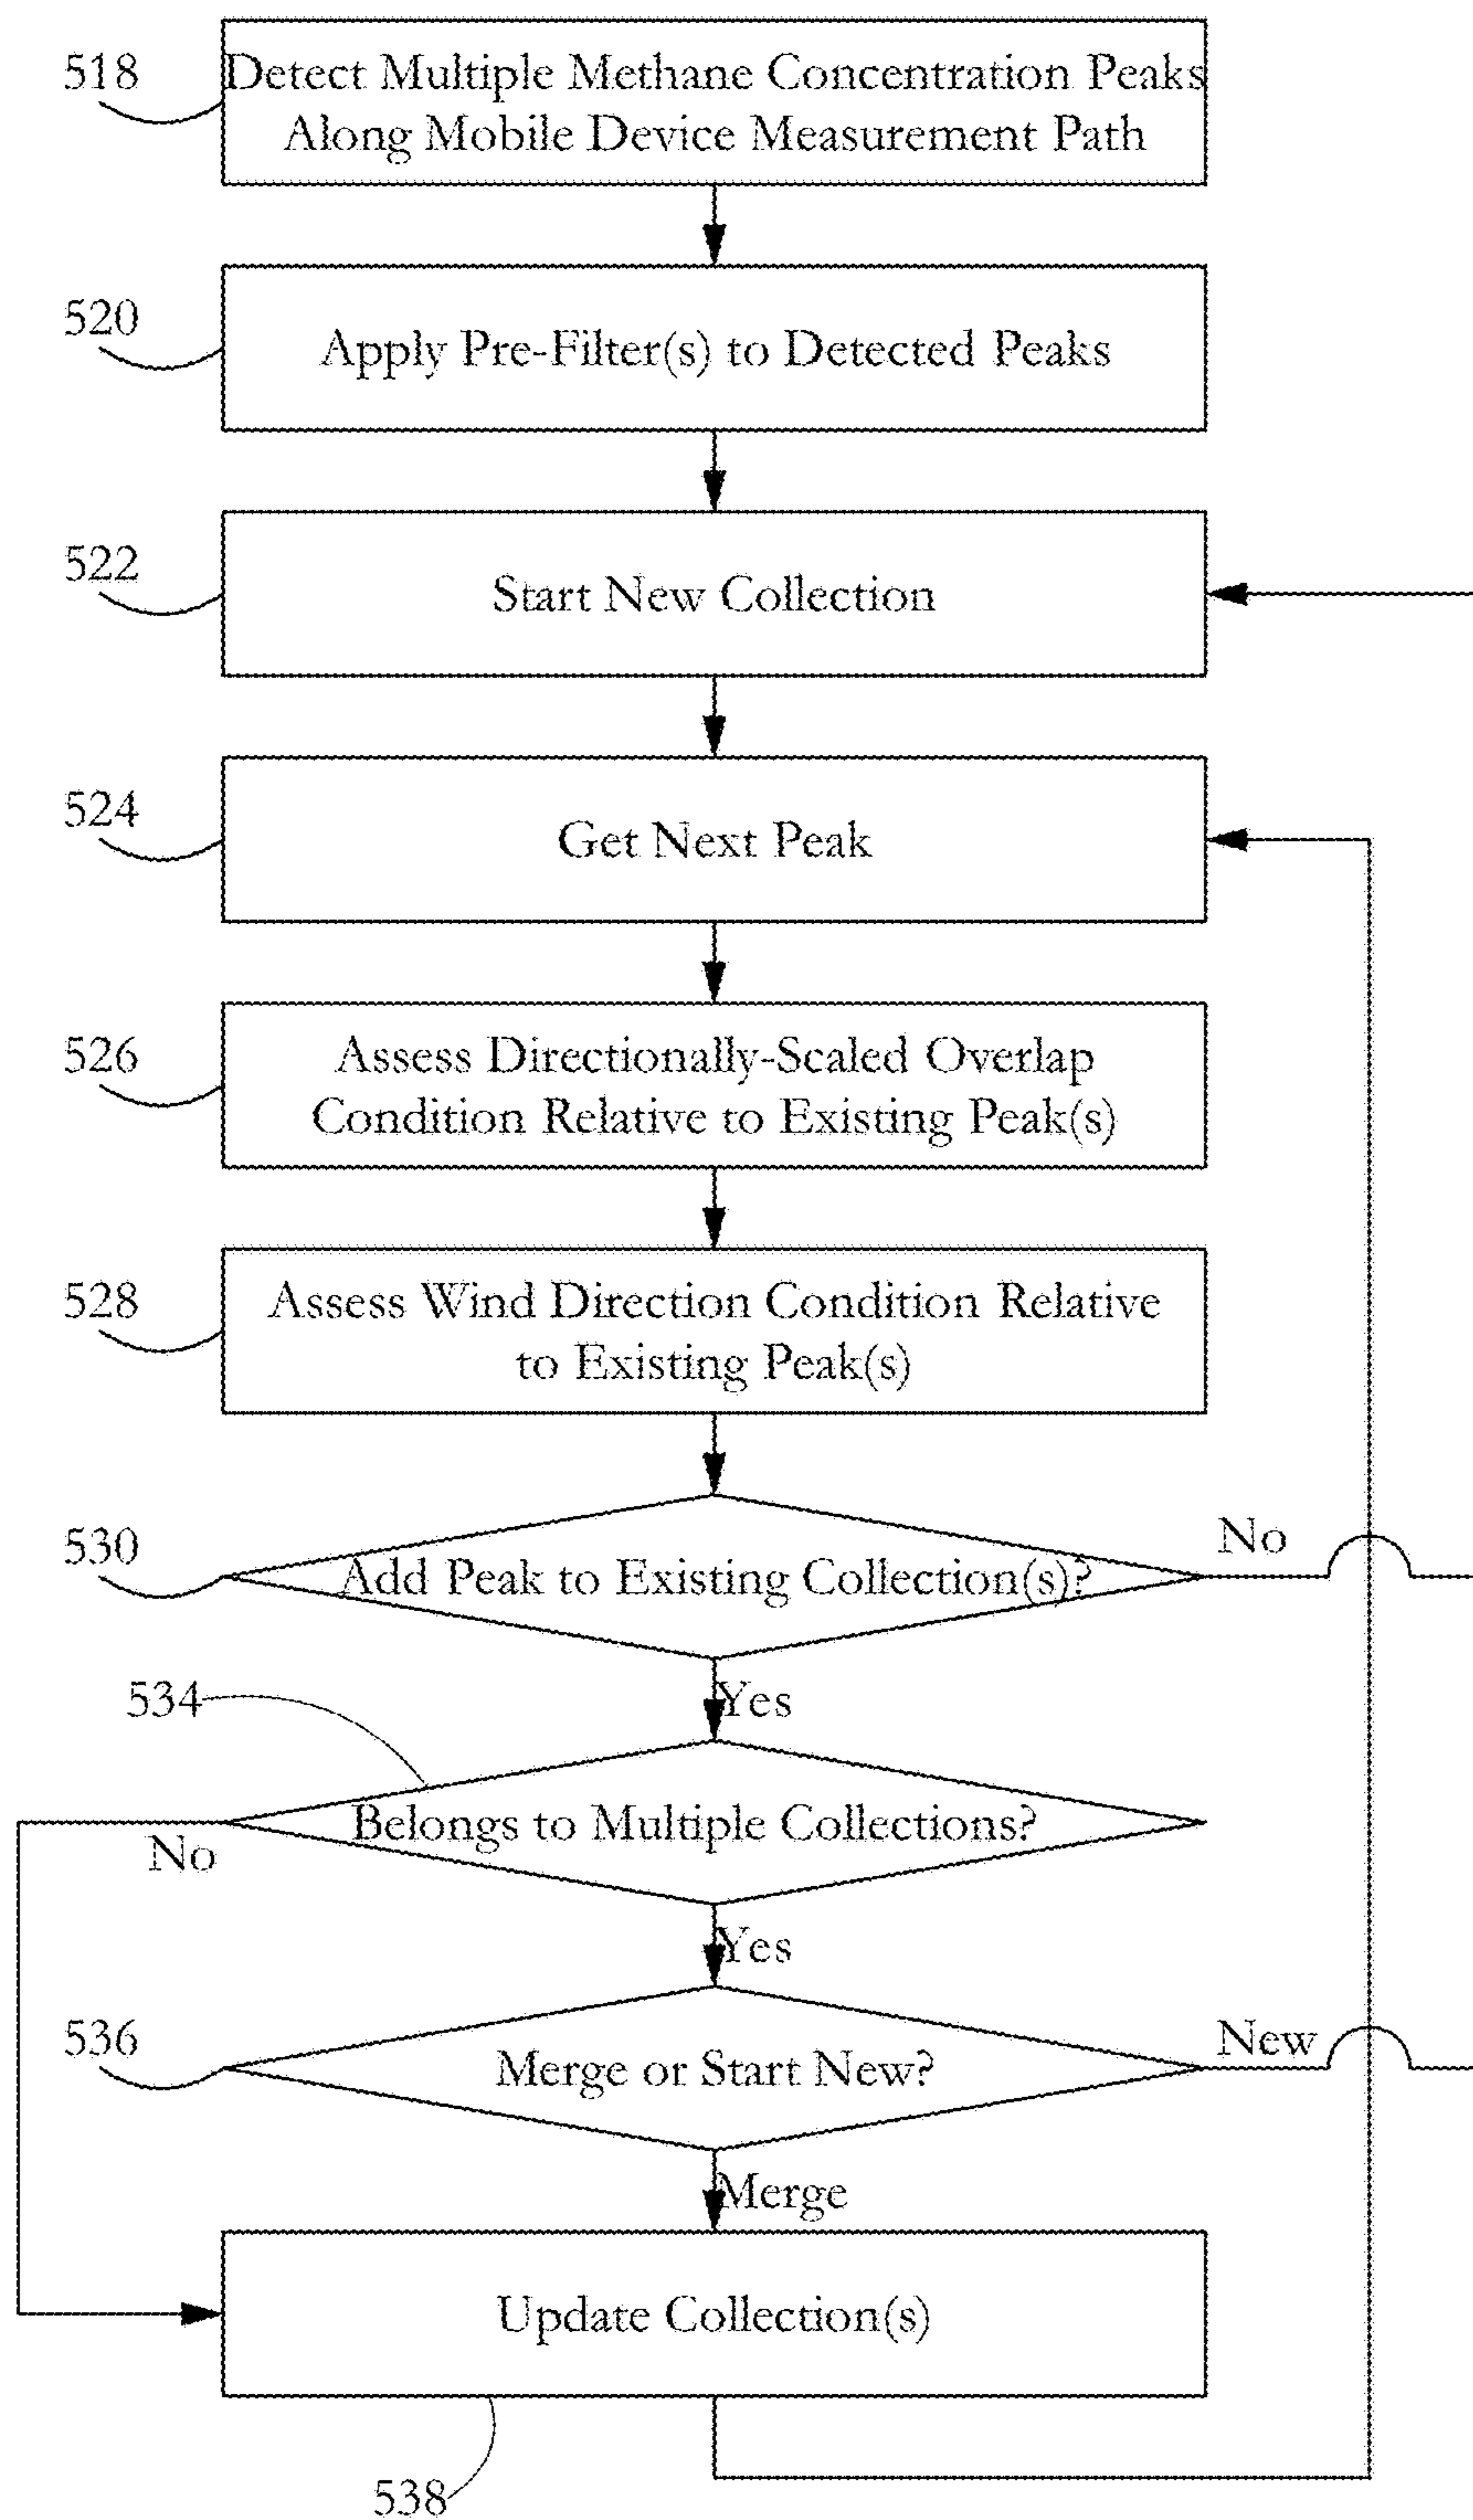 518
Detect Multiple Methane Concentration Peaks
Along Mobile Device Measurement Path
520
Apply Pre-Filter(s) to Detected Peaks
522
Start New Collection
524
Get Next Peak
526
Assess Directionally-Scaled Overlap
Condition Relative to Existing Peak(s)
528
Assess Wind Direction Condition Relative
to Existing Peak(s)
530
Add Peak to Existing Collection(s)?
No
Yes
534
Belongs to Multiple Collections?
No
Yes
536
Merge or Start New?
New
Merge
Update Collection(s)
538